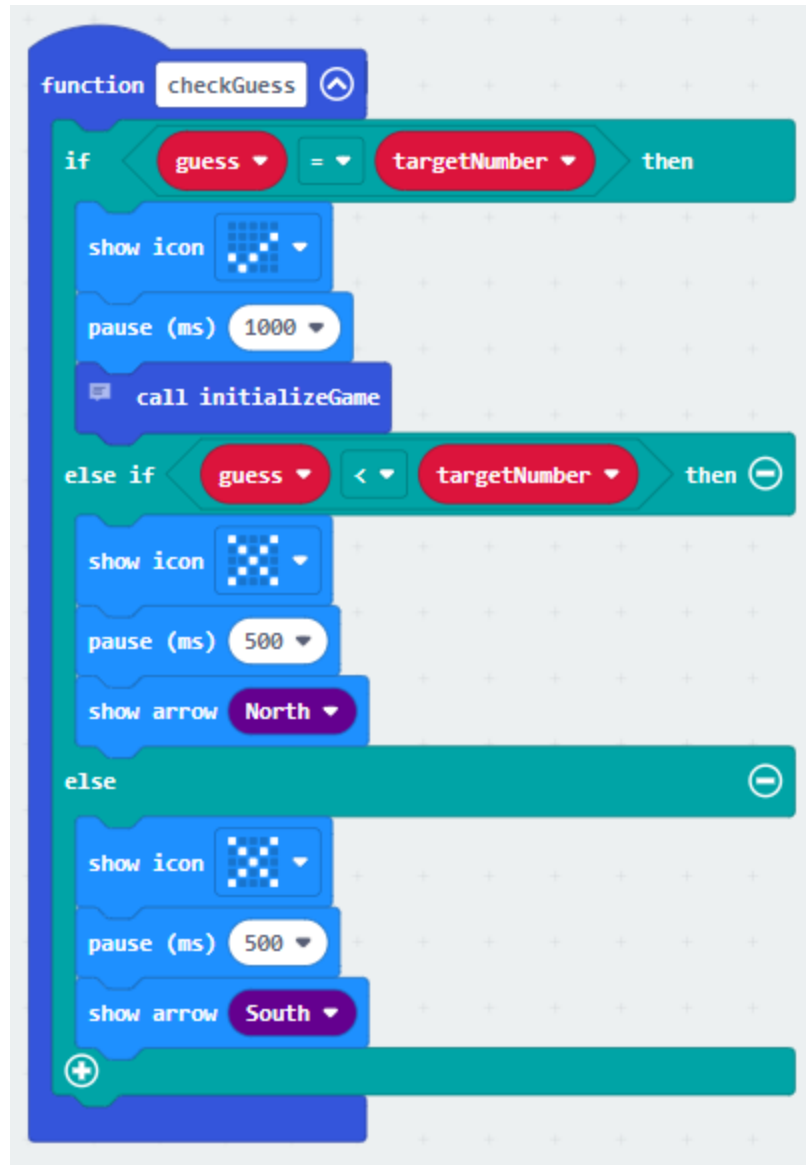 function checkGuess
if guess = targetNumber then
show icon
pause (ms) 1000
call initializeGame
else if guess < targetNumber then
show icon
pause (ms) 500
show arrow North
else
show icon
pause (ms) 500
show arrow South